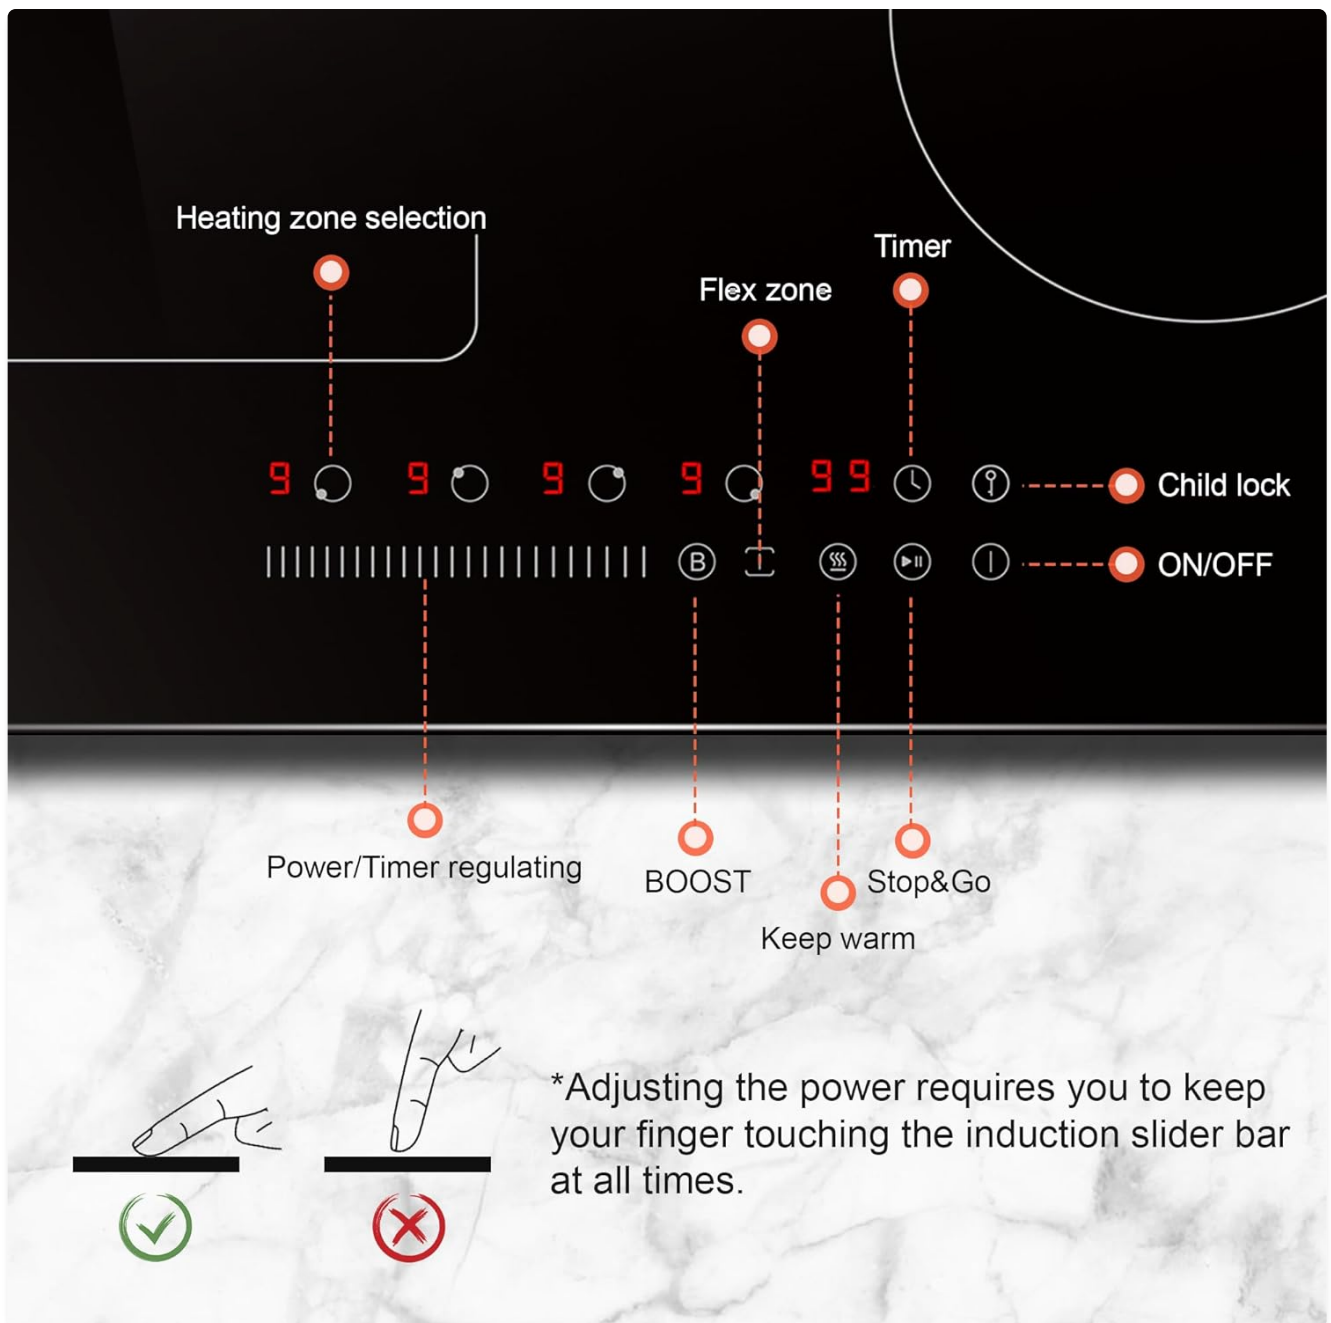 Heating zone selection
Timer
Flex zone
9 9 9 9 9 9
Child lock
B
ON/OFF
Power/Timer regulating
BOOST
Stop&Go
Keep warm
*Adjusting the power requires you to keep
your finger touching the induction slider bar
at all times.